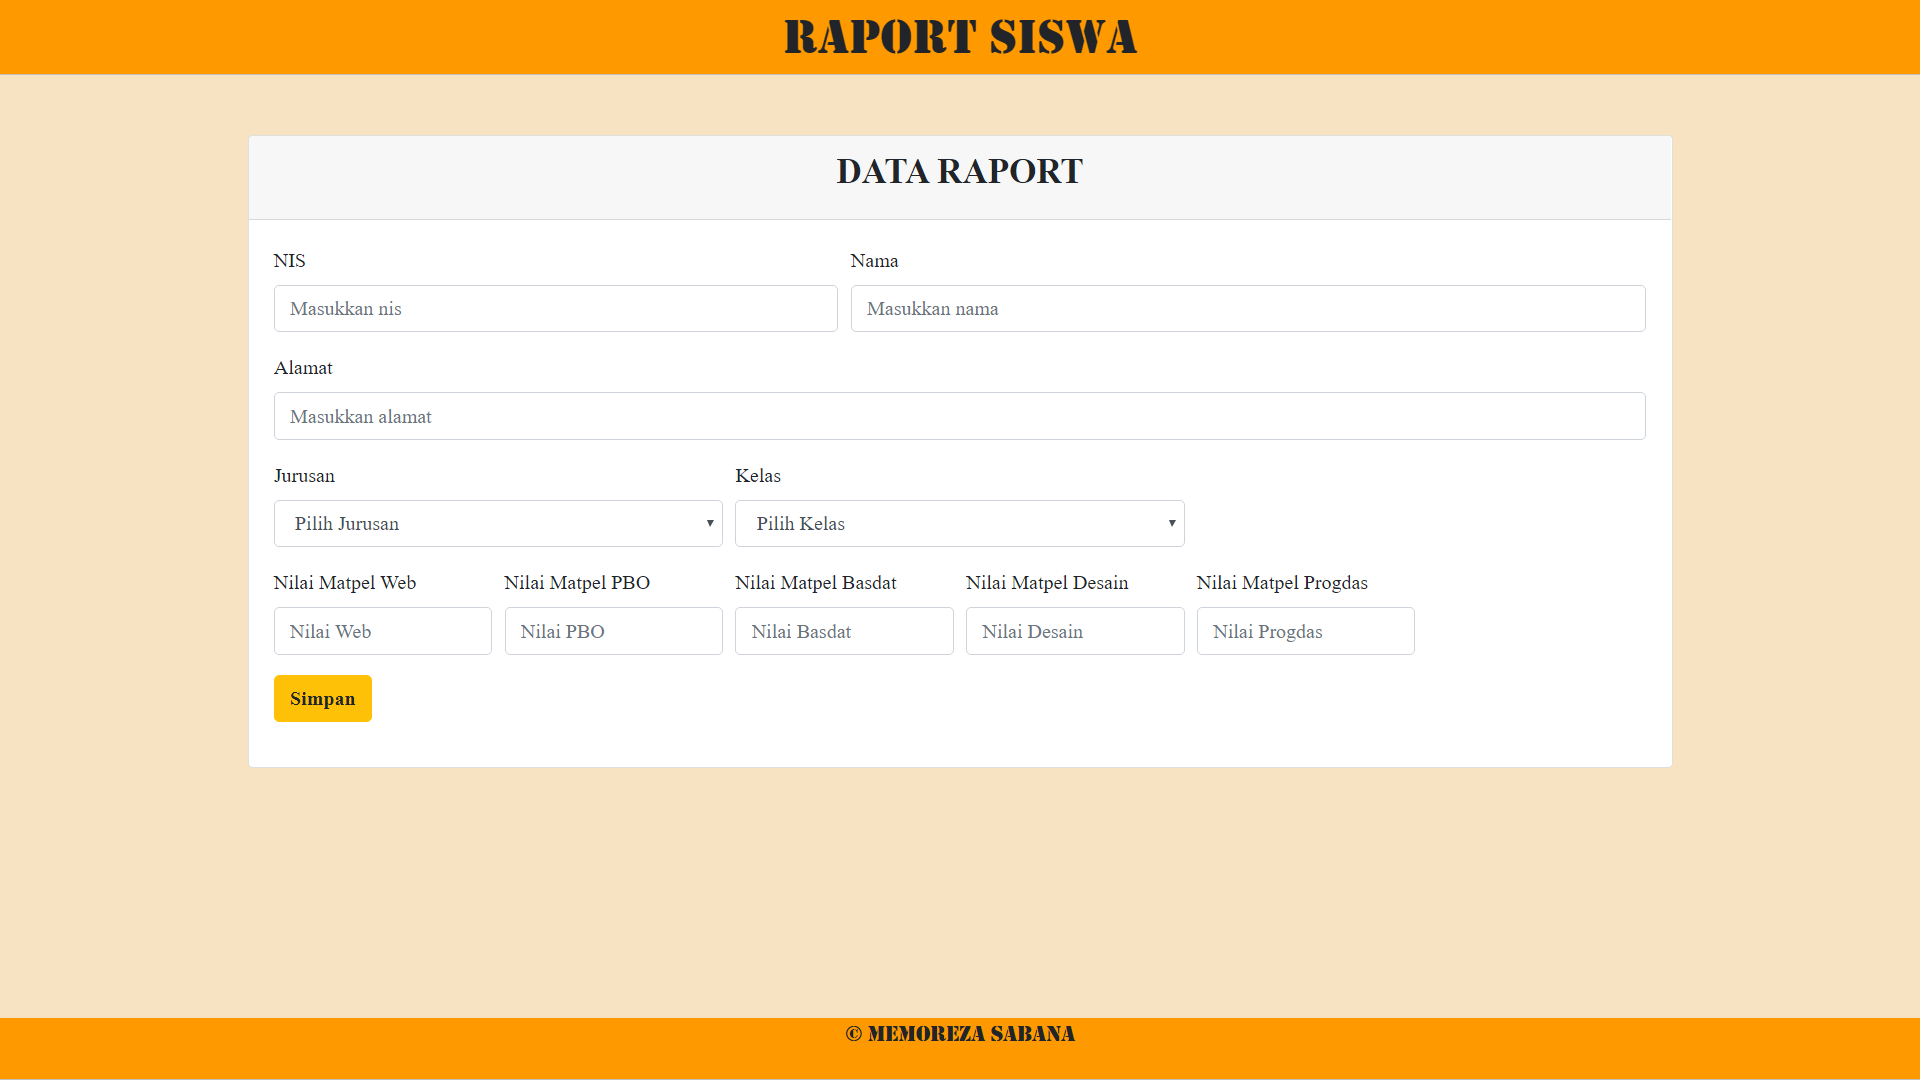 RAPORT SISWA
DATA RAPORT
NIS Nama
Masukkan nis Masukkan nama
Alamat
Masukkan alamat
Jurusan Kelas
Pilih Jurusan Pilih Kelas
Nilai Matpel Web Nilai Matpel PBO Nilai Matpel Basdat Nilai Matpel Desain Nilai Matpel Progdas
Nilai Web Nilai PBO Nilai Basdat Nilai Desain Nilai Progdas
Simpan
© MEMOREZA SABANA